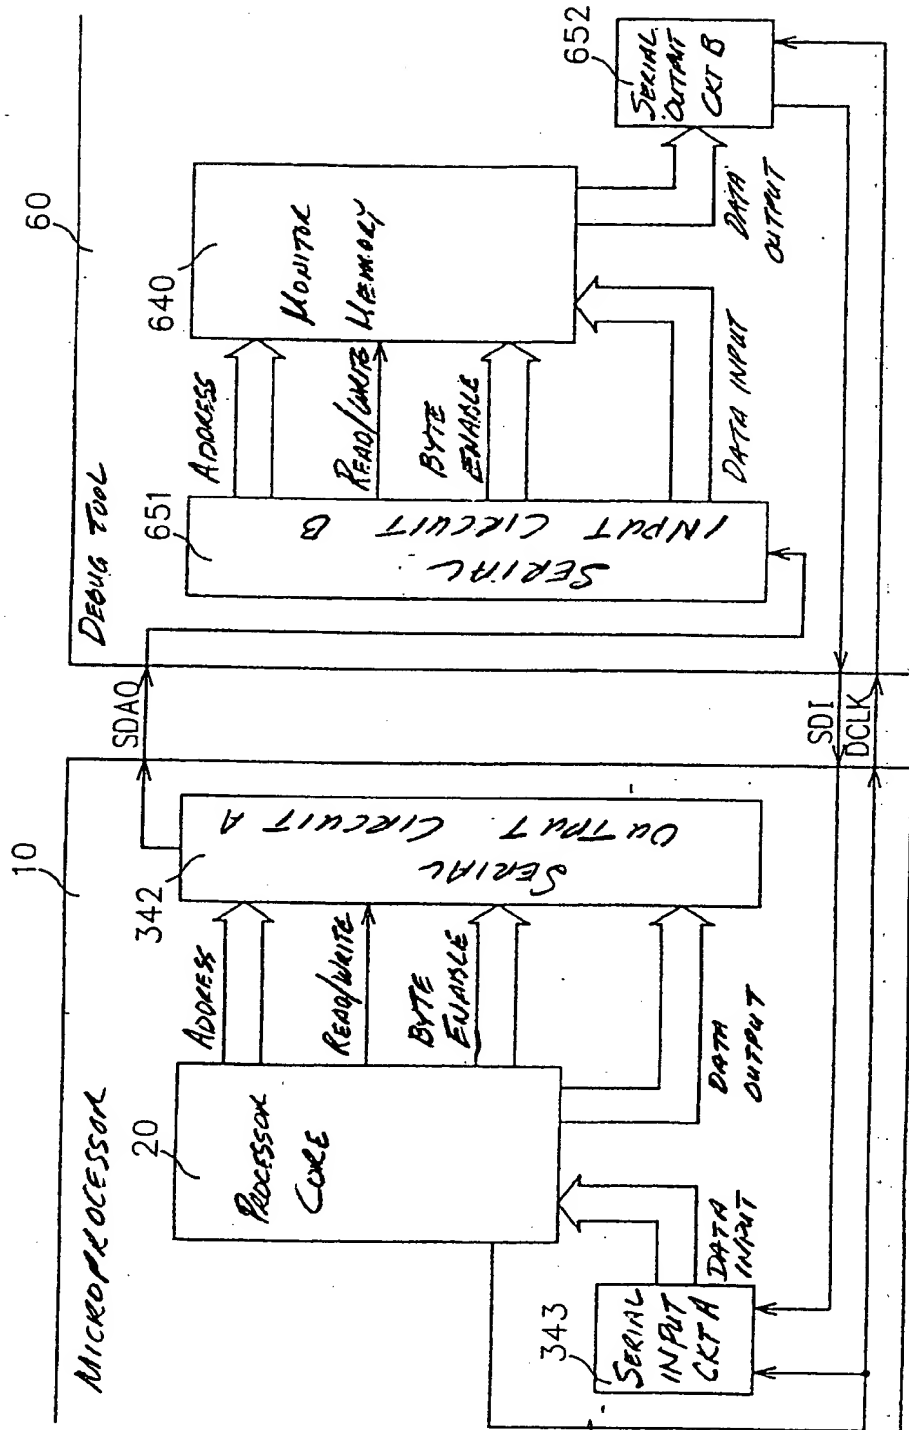 MICROPROCESSOR
10
20
PROCESSOR
CORE
ADDRESS
READ/WRITE
BYTE
ENABLE
DATA
OUTPUT
342
SERIAL
OUTPUT CIRCUIT A
343
SERIAL
INPUT
CKT A
DATA
INPUT
SDAO
SDI
DCLK
DEBUG TOOL
60
651
SERIAL
INPUT CIRCUIT B
ADDRESS
READ/WRITE
BYTE
ENABLE
DATA INPUT
640
MONITOR
MEMORY
DATA
OUTPUT
652
SERIAL
OUTPUT
CKT B